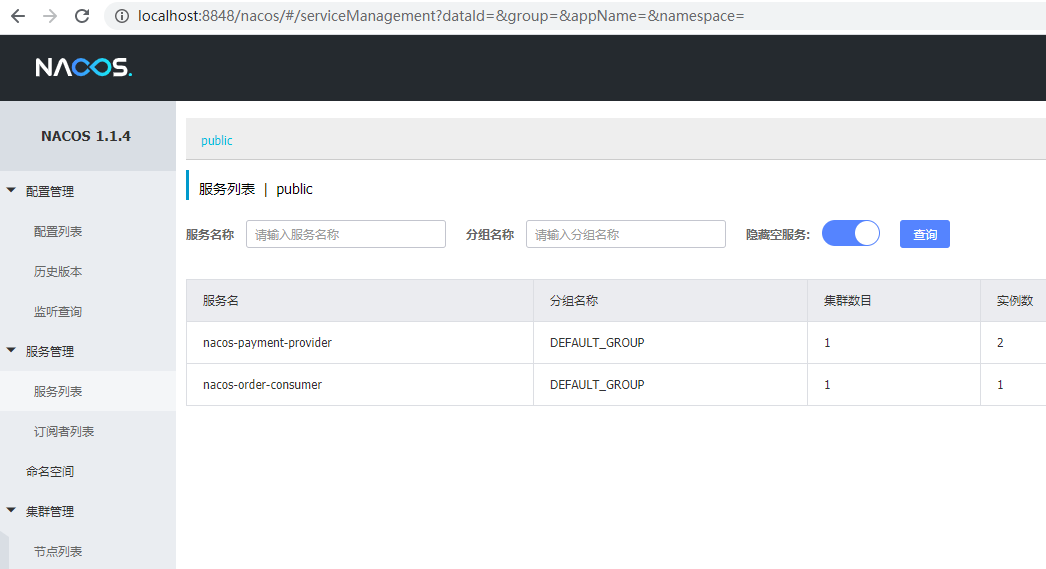 localhost:8848/nacos/#/serviceManagement?dataId=&group=&appName=&namespace=
NACOS.
NACOS 1.1.4
配置管理
配置列表
历史版本
监听查询
服务管理
服务列表
订阅者列表
命名空间
集群管理
节点列表
public
服务列表 | public
服务名称 请输入服务名称 分组名称 请输入分组名称 隐藏空服务: 查询
服务名 分组名称 集群数目 实例数
nacos-payment-provider DEFAULT_GROUP 1 2
nacos-order-consumer DEFAULT_GROUP 1 1